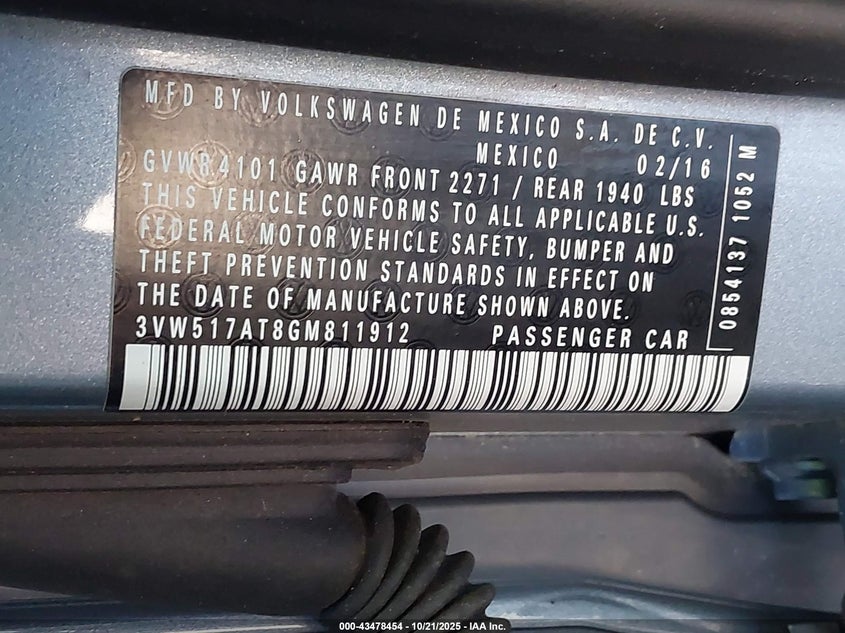 MFD BY VOLKSWAGEN DE MEXICO S.A. DE C.V.
MEXICO 02/16
GVWR 4101 GAWR FRONT 2271 / REAR 1940 LBS
THIS VEHICLE CONFORMS TO ALL APPLICABLE U.S.
FEDERAL MOTOR VEHICLE SAFETY, BUMPER AND
THEFT PREVENTION STANDARDS IN EFFECT ON
THE DATE OF MANUFACTURE SHOWN ABOVE.
3VW517AT8GM811912 PASSENGER CAR
0854137 1052 M
000-43478454 - 10/21/2025 - IAA Inc.